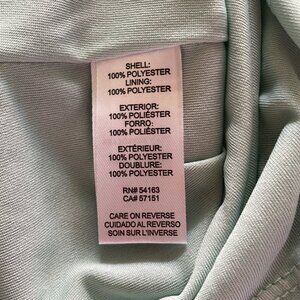 SHELL:
100% POLYESTER
LINING:
100% POLYESTER
EXTERIOR:
100% POLIÉSTER
FORRO:
100% POLIÉSTER
EXTÉRIEUR:
100% POLYESTER
DOUBLURE:
100% POLYESTER
RN# 54163
CA# 57151
CARE ON REVERSE
CUIDADO AL REVERSO
SOIN SUR L'INVERSE